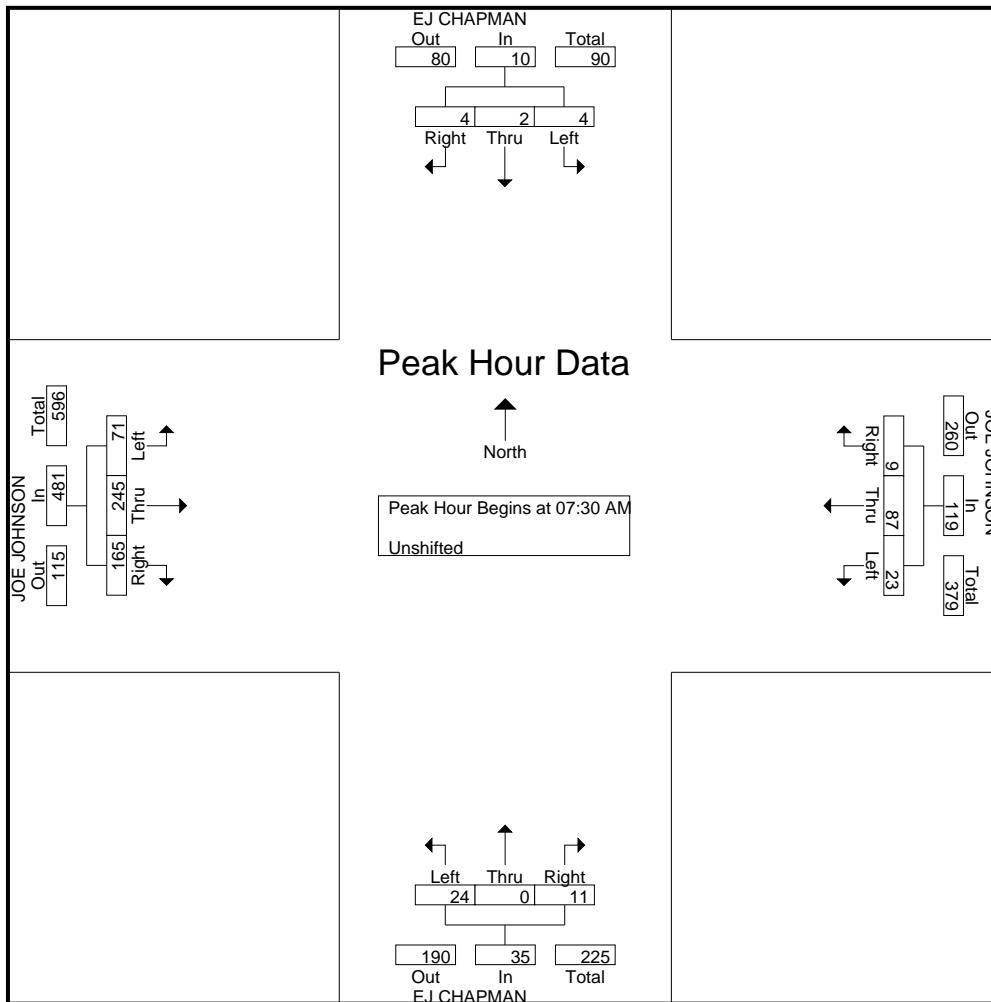 EJ CHAPMAN
Out In Total
80 10 90
4 2 4
Right Thru Left
Peak Hour Data
North
Peak Hour Begins at 07:30 AM
Unshifted
JOE JOHNSON
Out In Total
115 481 596
Right Thru Left
165 245 71
JOE JOHNSON
Out In Total
260 119 379
Right Thru Left
9 87 23
Left Thru Right
24 0 11
190 35 225
Out In Total
EJ CHAPMAN